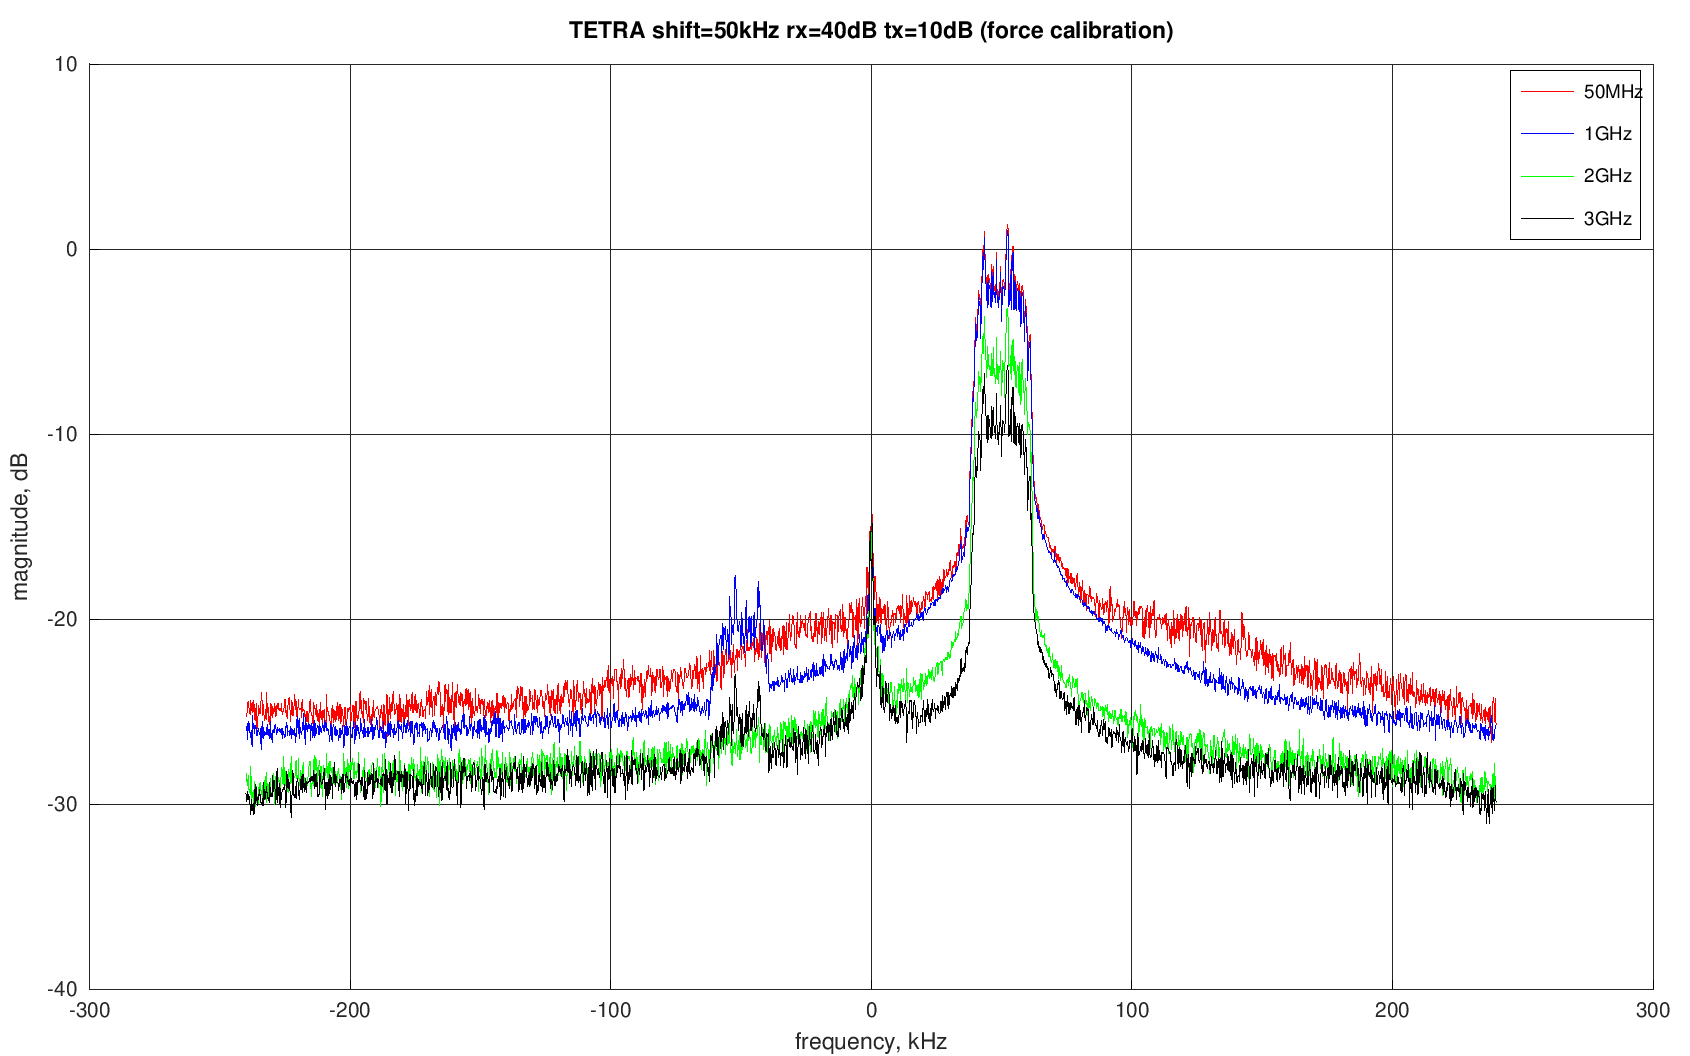 TETRA shift=50kHz rx=40dB tx=10dB (force calibration)
10
0
-10
-20
-30
-40
magnitude, dB
50MHz
1GHz
2GHz
3GHz
-300
-200
-100
0
100
200
300
frequency, kHz